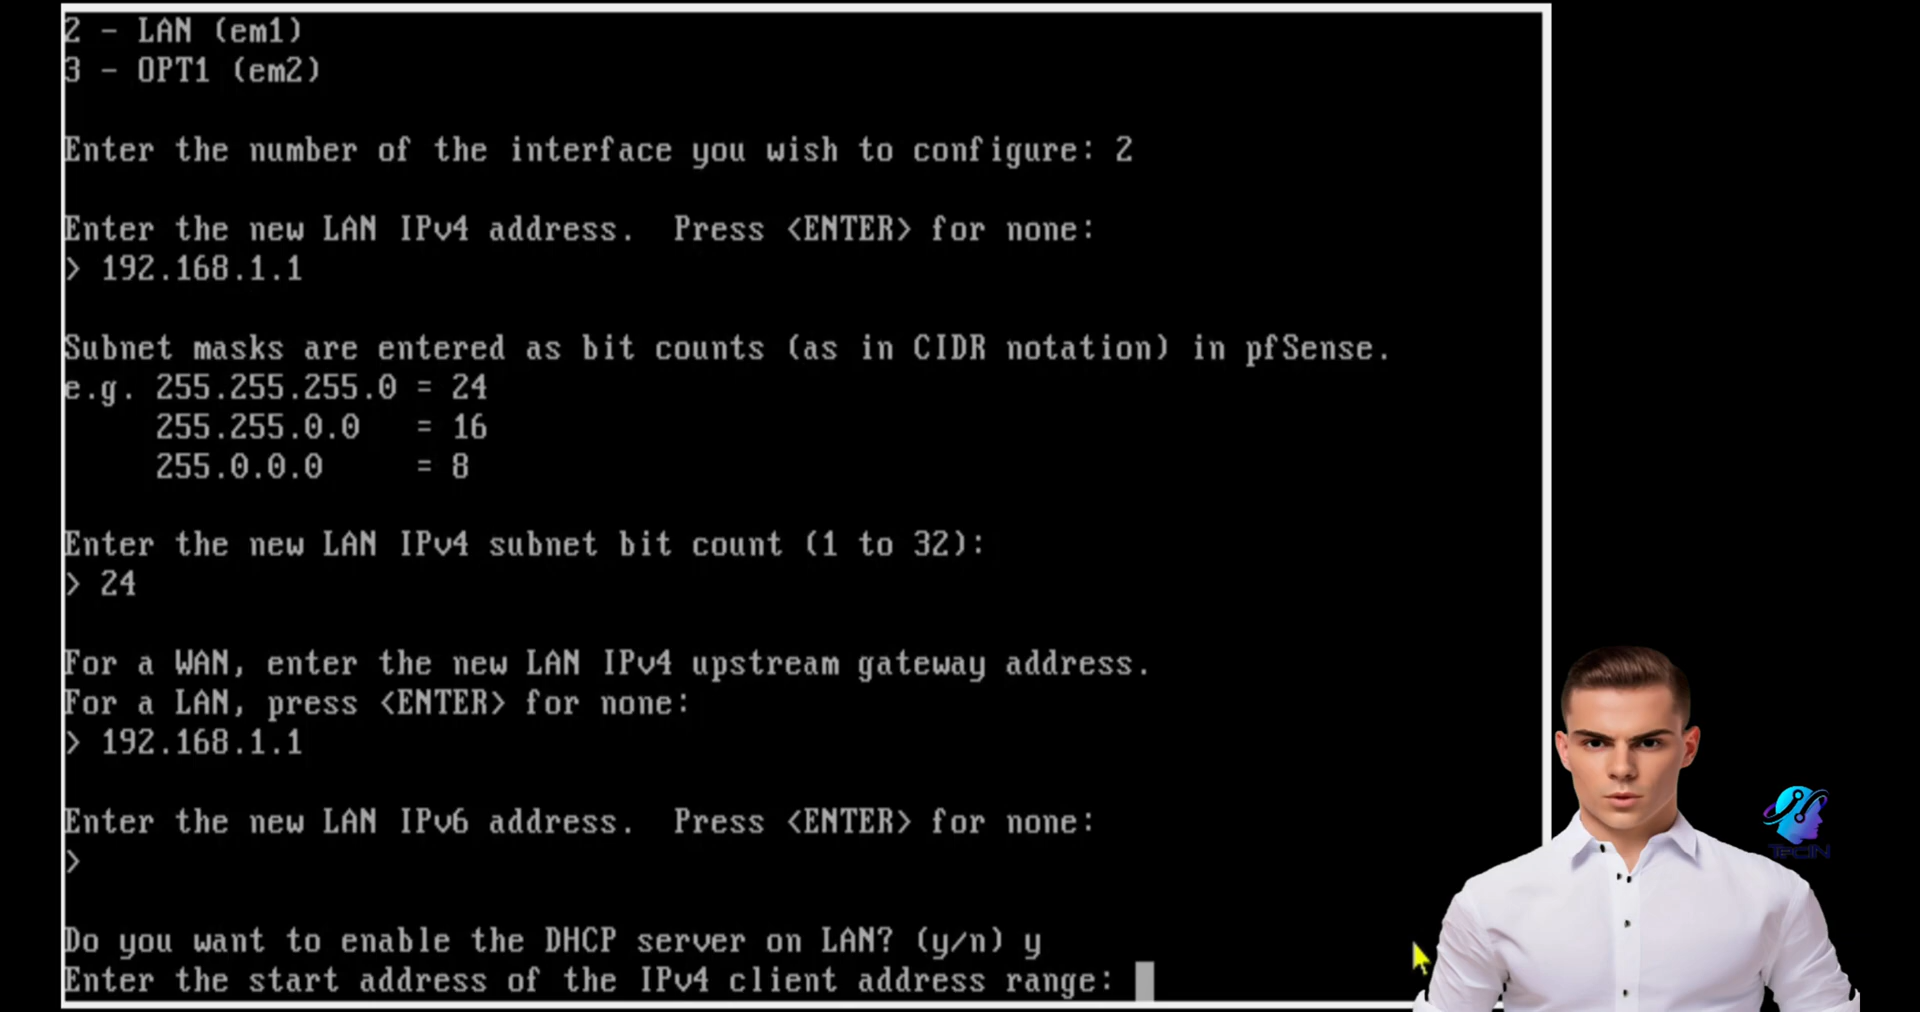 2 - LAN (em1)
3 - OPT1 (em2)
Enter the number of the interface you wish to configure: 2
Enter the new LAN IPv4 address.  Press <ENTER> for none:
> 192.168.1.1
Subnet masks are entered as bit counts (as in CIDR notation) in pfSense.
e.g. 255.255.255.0 = 24
     255.255.0.0   = 16
     255.0.0.0     = 8
Enter the new LAN IPv4 subnet bit count (1 to 32):
> 24
For a WAN, enter the new LAN IPv4 upstream gateway address.
For a LAN, press <ENTER> for none:
> 192.168.1.1
Enter the new LAN IPv6 address.  Press <ENTER> for none:
>
Do you want to enable the DHCP server on LAN? (y/n) y
Enter the start address of the IPv4 client address range: